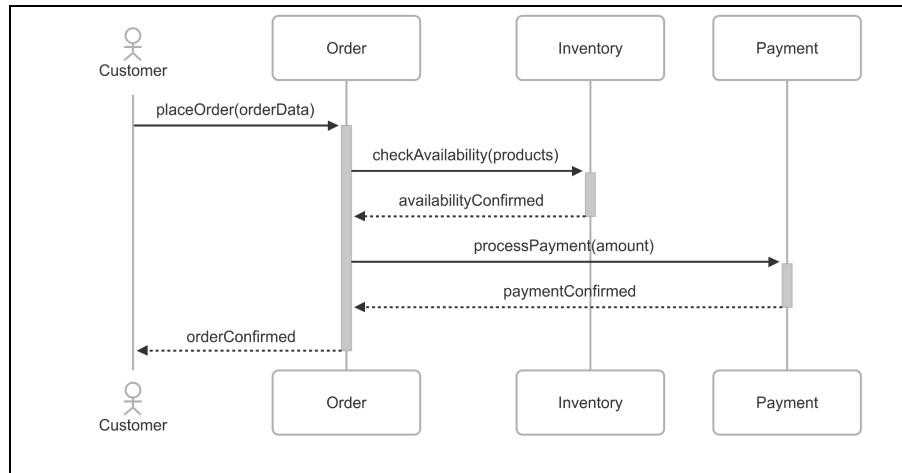 Customer
Order
Inventory
Payment
placeOrder(orderData)
checkAvailability(products)
availabilityConfirmed
processPayment(amount)
paymentConfirmed
orderConfirmed
Customer
Order
Inventory
Payment